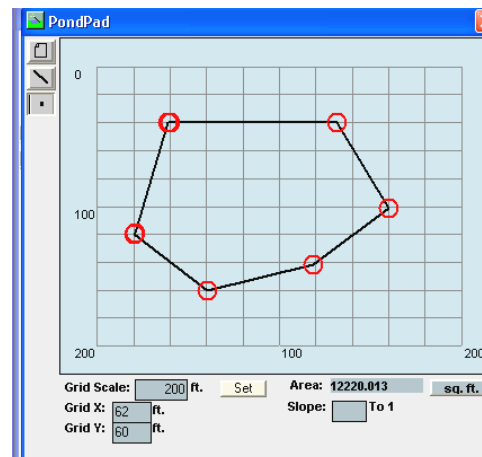 PondPad
0
100
200 100 200
Grid Scale: 200 ft. Set Area: 12220.013 sq. ft.
Grid X: 62 ft. Slope: To 1
Grid Y: 60 ft.